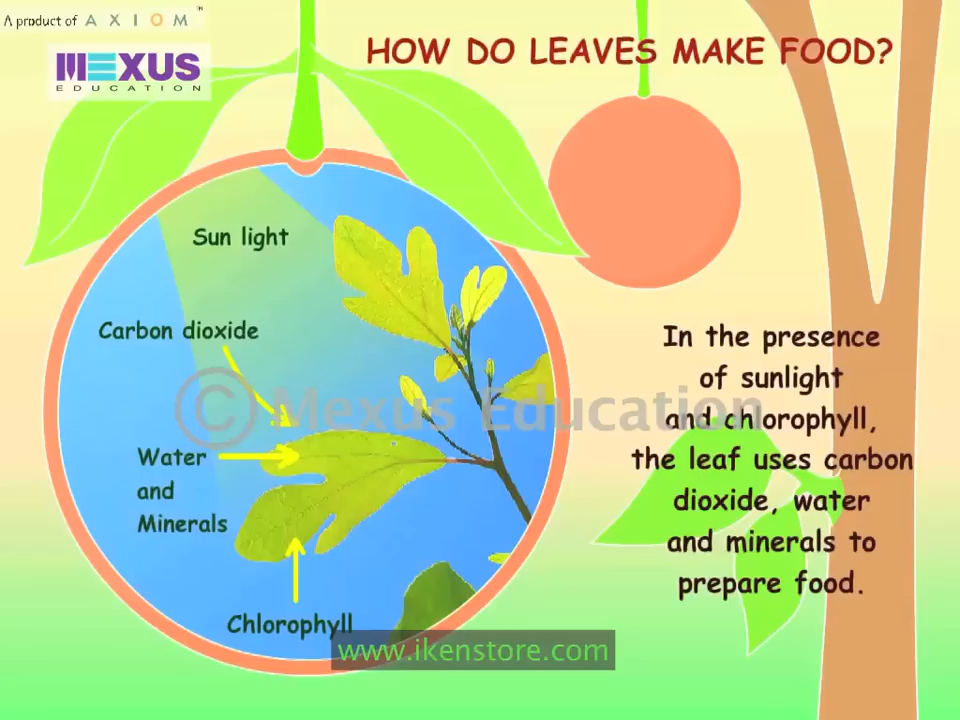 A product of AXIOM™
MEXUS
EDUCATION
HOW DO LEAVES MAKE FOOD?
Sun light
Carbon dioxide
© Mexus Education
Water
and
Minerals
Chlorophyll
In the presence
of sunlight
and chlorophyll,
the leaf uses carbon
dioxide, water
and minerals to
prepare food.
www.ikenstore.com